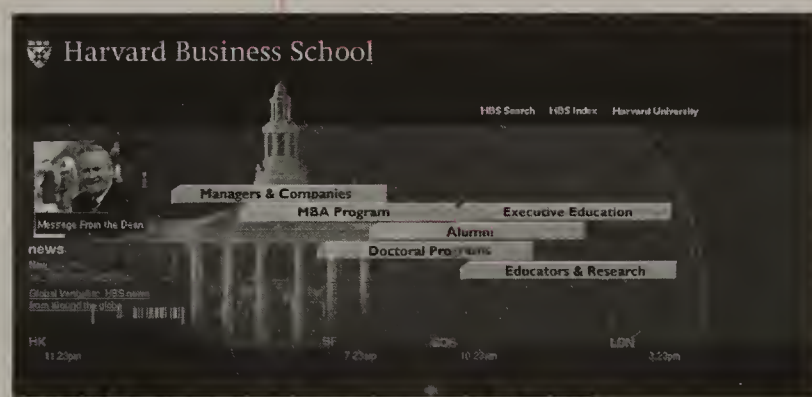 Harvard Business School
HBS Search HBS Index Harvard University
Managers & Companies
MBA Program Executive Education
Message From the Dean
Alumni
news
Doctoral Programs
New
Educators & Research
Global Ventures: HBS news
from around the globe
HK SF BOS LDN
11:23pm 7:23am 10:23am 3:23pm